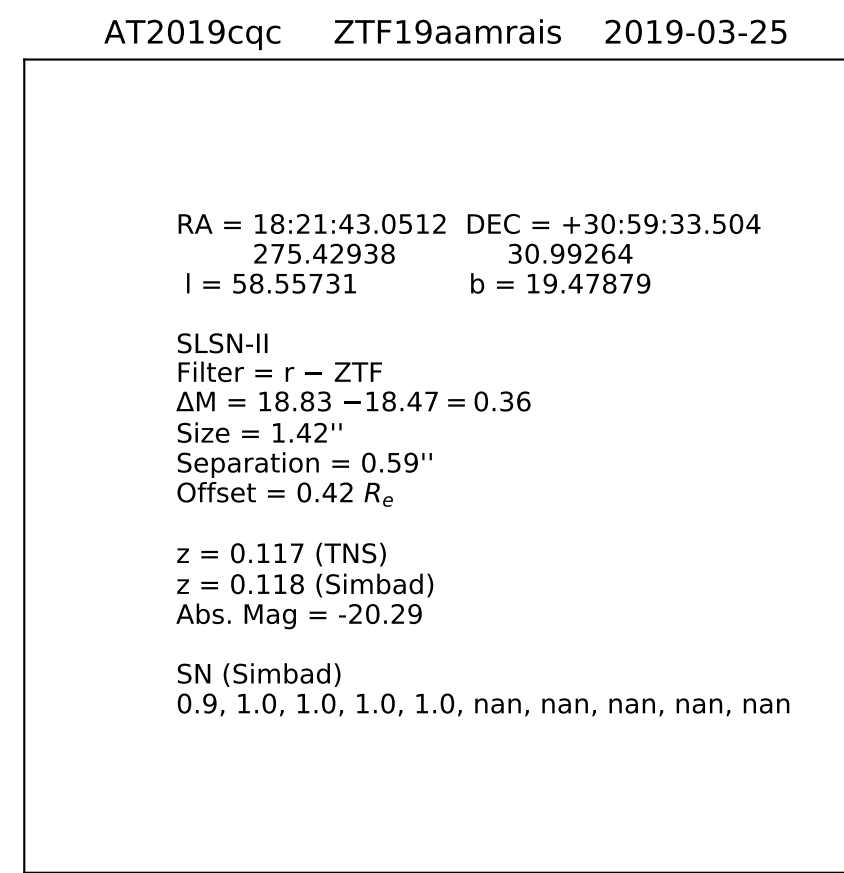 AT2019cqc ZTF19aamrais 2019-03-25
RA = 18:21:43.0512 DEC = +30:59:33.504
275.42938 30.99264
l = 58.55731 b = 19.47879
SLSN-II
Filter = r − ZTF
ΔM = 18.83 −18.47 = 0.36
Size = 1.42''
Separation = 0.59''
Offset = 0.42 Rₑ
z = 0.117 (TNS)
z = 0.118 (Simbad)
Abs. Mag = -20.29
SN (Simbad)
0.9, 1.0, 1.0, 1.0, 1.0, nan, nan, nan, nan, nan